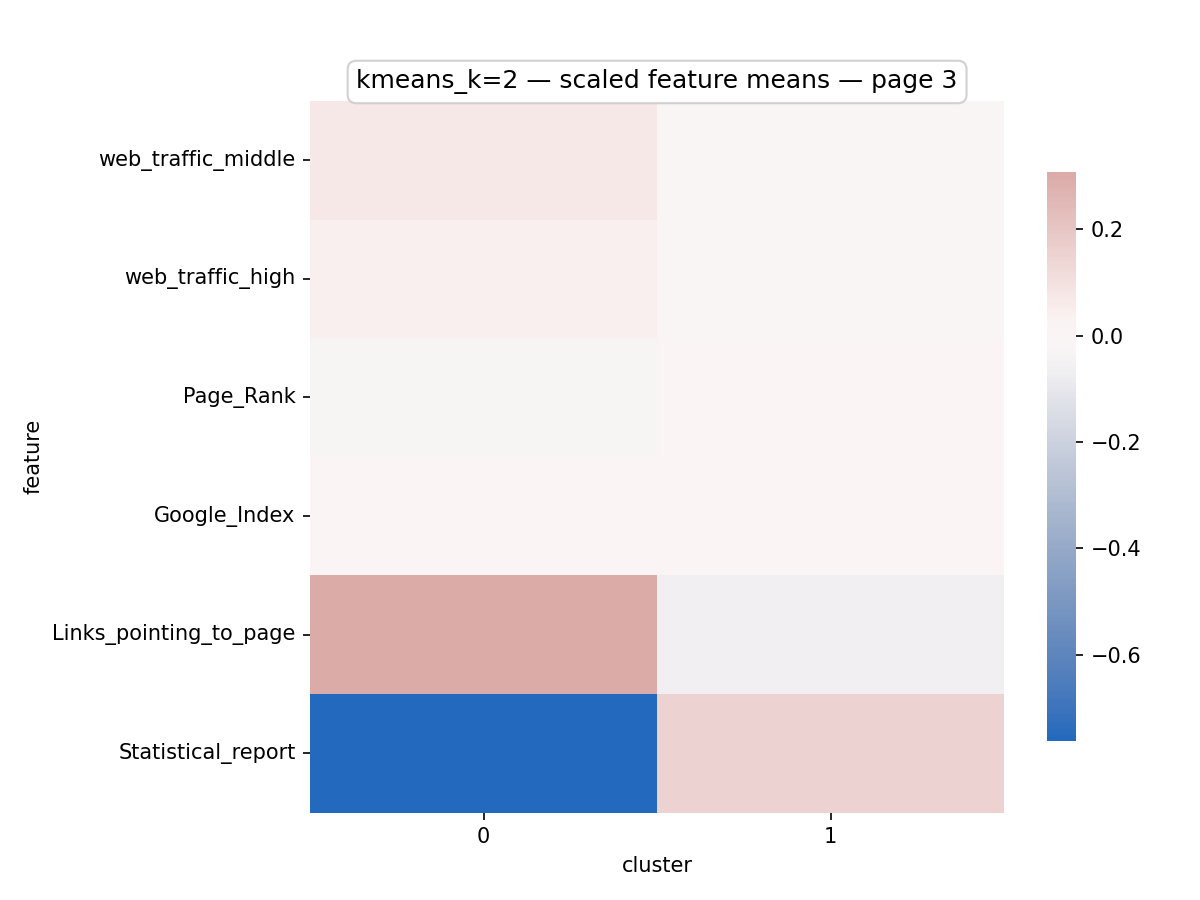 kmeans_k=2 — scaled feature means — page 3
web_traffic_middle
web_traffic_high
Page_Rank
Google_Index
Links_pointing_to_page
Statistical_report
feature
0
1
cluster
0.2
0.0
−0.2
−0.4
−0.6